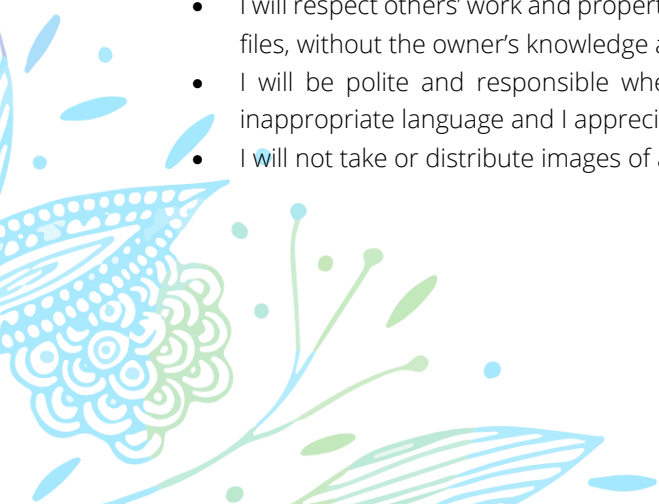 • I will respect others’ work and propert
files, without the owner’s knowledge a
• I will be polite and responsible whe
inappropriate language and I appreci
• I will not take or distribute images of a